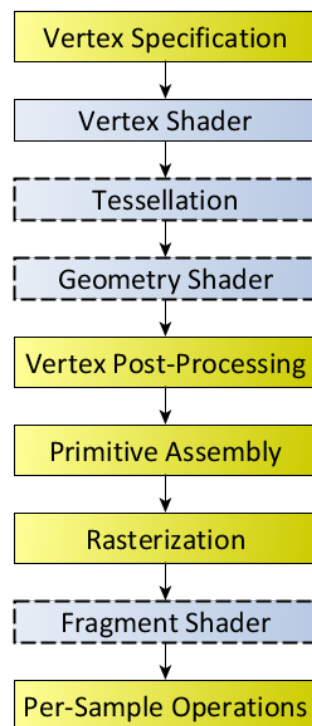 Vertex Specification
Vertex Shader
Tessellation
Geometry Shader
Vertex Post-Processing
Primitive Assembly
Rasterization
Fragment Shader
Per-Sample Operations